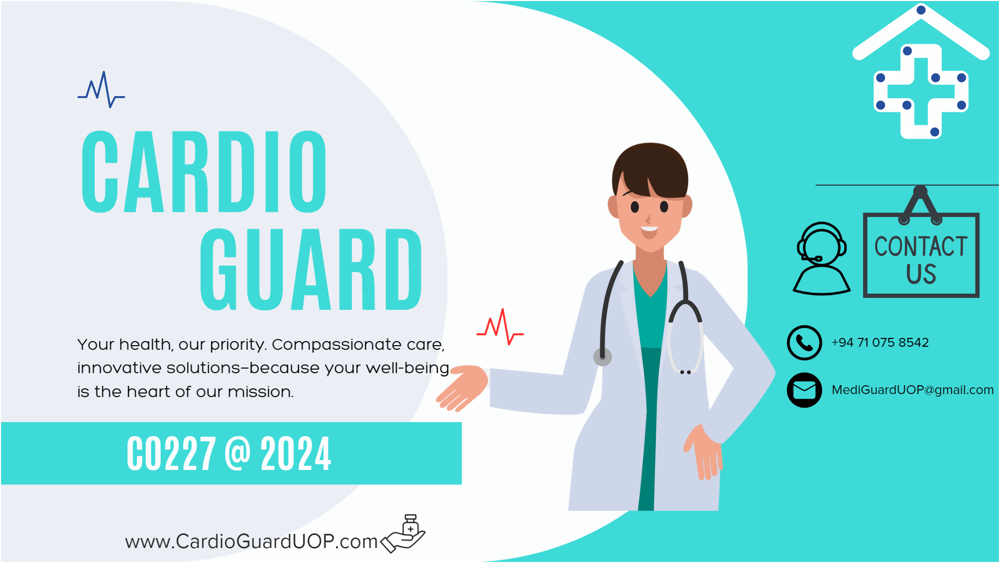 CARDIO
GUARD
Your health, our priority. Compassionate care,
innovative solutions—because your well-being
is the heart of our mission.
CO227 @ 2024
www.CardioGuardUOP.com
CONTACT
US
+94 71 075 8542
MediGuardUOP@gmail.com